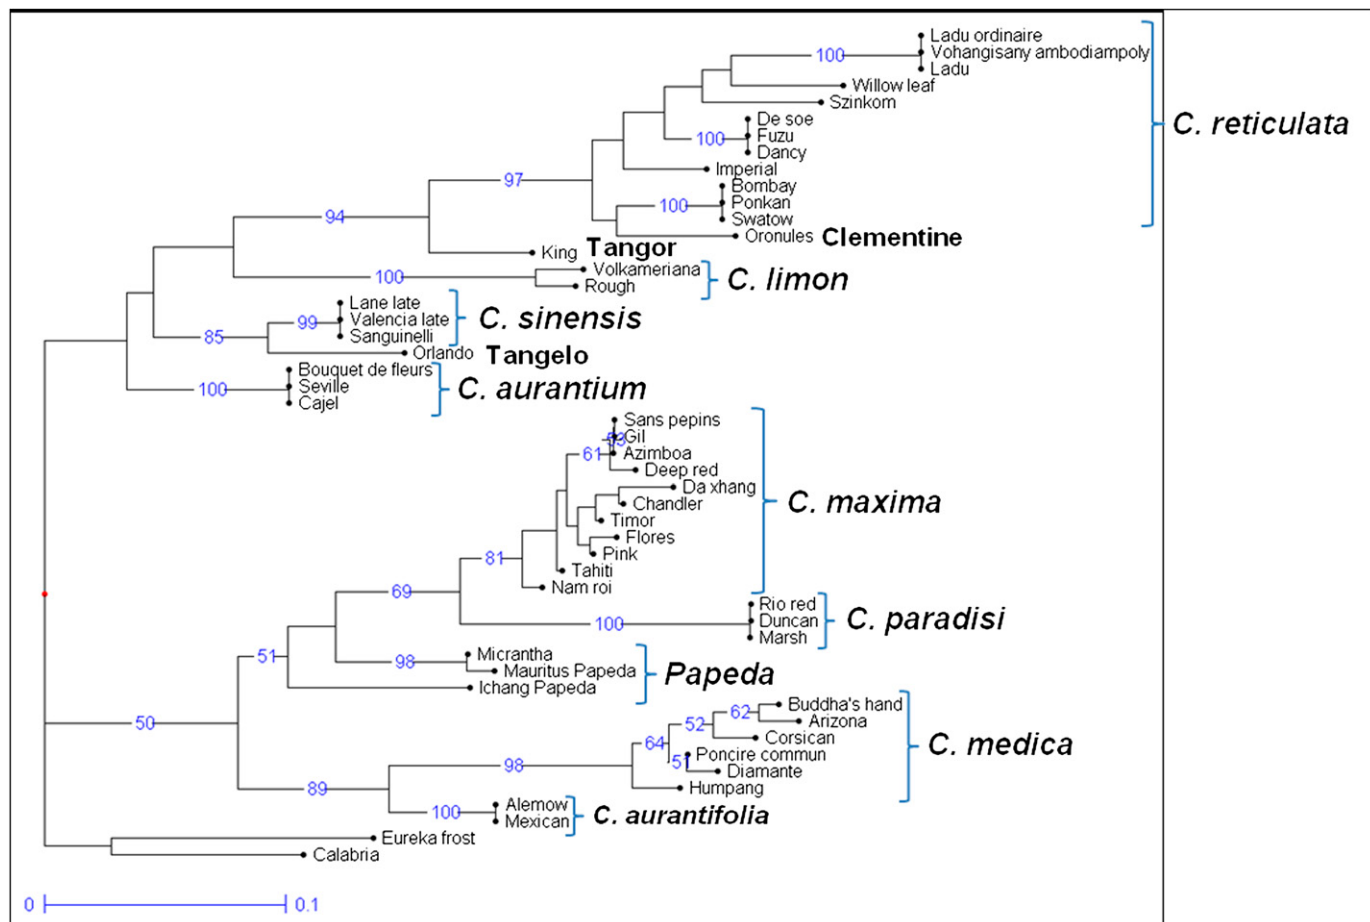 Ladu ordinaire
100 Vohangisany ambodiampoly
Ladu
Willow leaf
Szinkom
C. reticulata
De soe
100 Fuzu
Dancy
Imperial
97
Bombay
100 Ponkan
Swatow
94
Oronules Clementine
King Tangor
Volkameriana
100
Rough
C. limon
Lane late
99 Valencia late
Sanguinelli
C. sinensis
85
Orlando Tangelo
Bouquet de fleurs
100 Seville
Cajel
C. aurantium
Sans pepins
53 Gil
61 Azimboa
Deep red
Da xhang
Chandler
C. maxima
Timor
Flores
Pink
81
Tahiti
Nam roi
69
Rio red
100 Duncan
Marsh
C. paradisi
51
Micrantha
98 Mauritus Papeda
Ichang Papeda
Papeda
50
Buddha's hand
62 Arizona
52 Corsican
64 Poncire commun
51 Diamante
Humpang
C. medica
98
89
Alemow
100 Mexican
C. aurantifolia
Eureka frost
Calabria
0 0.1